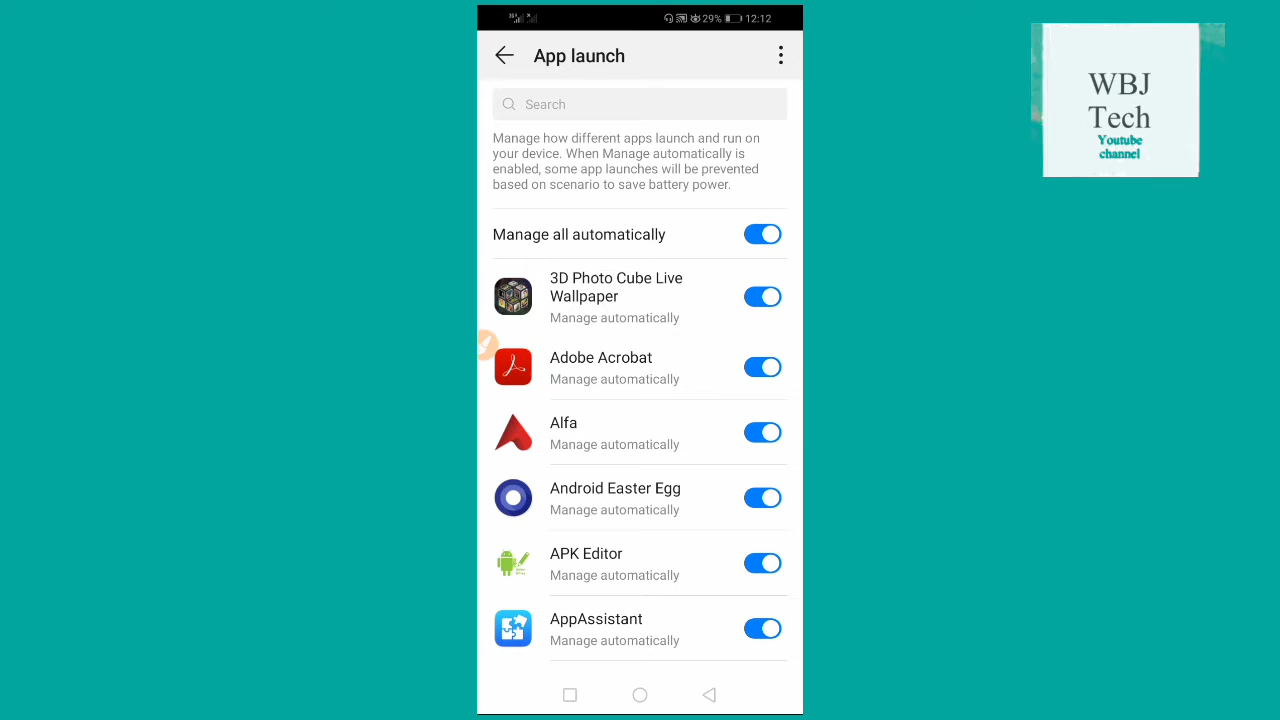 29% 12:12
App launch
Search
Manage how different apps launch and run on
your device. When Manage automatically is
enabled, some app launches will be prevented
based on scenario to save battery power.
Manage all automatically
3D Photo Cube Live
Wallpaper
Manage automatically
Adobe Acrobat
Manage automatically
Alfa
Manage automatically
Android Easter Egg
Manage automatically
APK Editor
Manage automatically
AppAssistant
Manage automatically
WBJ
Tech
Youtube
channel